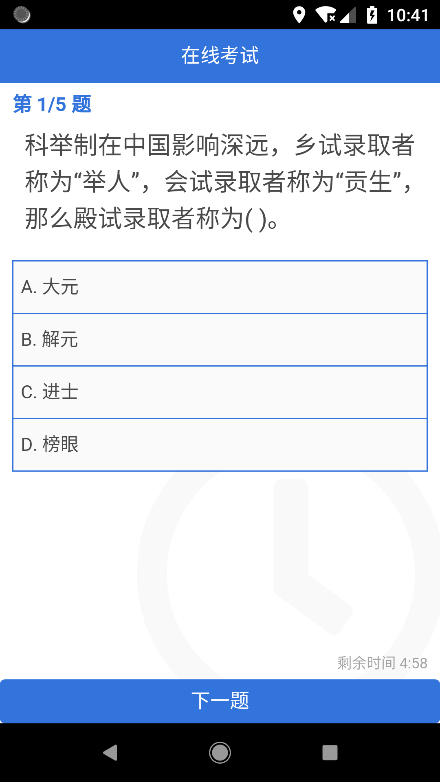 10:41
在线考试
第 1/5 题
科举制在中国影响深远，乡试录取者
称为“举人”，会试录取者称为“贡生”，
那么殿试录取者称为( )。
A. 大元
B. 解元
C. 进士
D. 榜眼
剩余时间 4:58
下一题